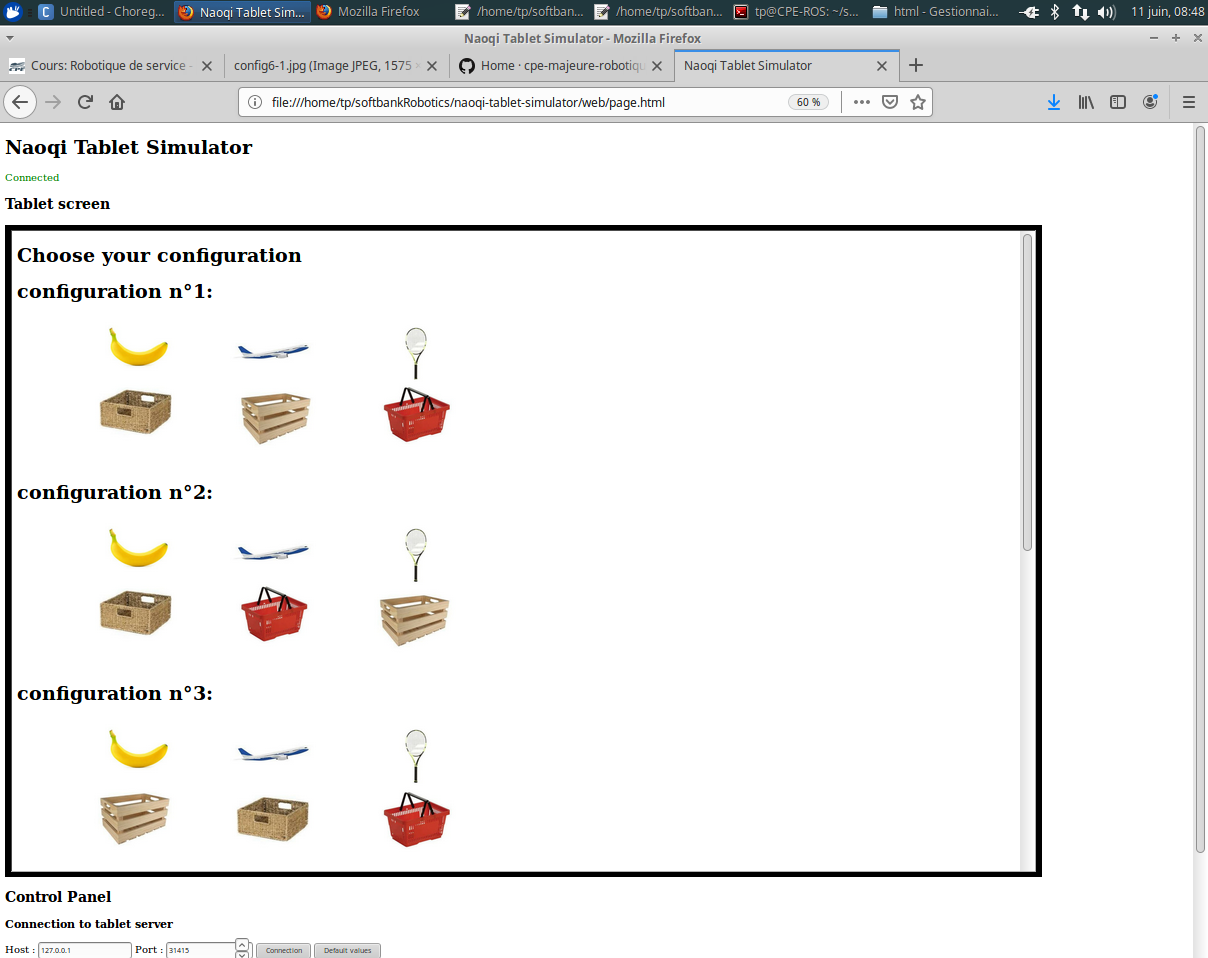 Untitled - Choreg... Naoqi Tablet Sim... Mozilla Firefox /home/tp/softban... /home/tp/softban... tp@CPE-ROS: ~/s... html - Gestionnai... 11 juin, 08:48
Naoqi Tablet Simulator - Mozilla Firefox
Cours: Robotique de service - config6-1.jpg (Image JPEG, 1575 Home · cpe-majeure-robotiqu Naoqi Tablet Simulator
file:///home/tp/softbankRobotics/naoqi-tablet-simulator/web/page.html 60 %
Naoqi Tablet Simulator
Connected
Tablet screen
Choose your configuration
configuration n°1:
configuration n°2:
configuration n°3:
Control Panel
Connection to tablet server
Host : 127.0.0.1 Port : 31415 Connection Default values